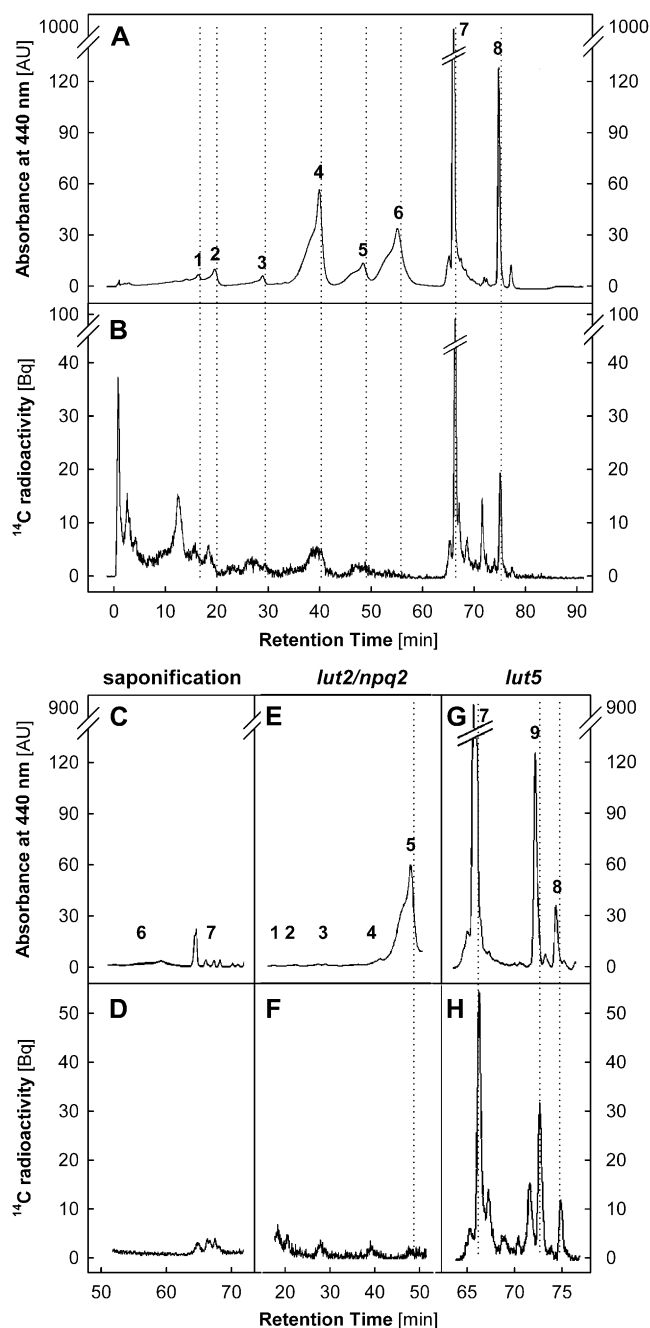 1000 1000
A 7 8
120 120
90 90
60 60
30 30
0 0
Absorbance at 440 nm [AU]
1 2 3 4 5 6
100 100
B
40 40
30 30
20 20
10 10
0 0
14C radioactivity [Bq]
0 10 20 30 40 50 60 70 80 90
Retention Time [min]
saponification lut2/npq2 lut5
900 900
C E G 7
120 120
9
90 90
60 60
5 8
30 30
6 7 1 2 3 4
0 0
Absorbance at 440 nm [AU]
D F H
50 50
40 40
30 30
20 20
10 10
0 0
14C radioactivity [Bq]
50 60 70 20 30 40 50 65 70 75
Retention Time [min]